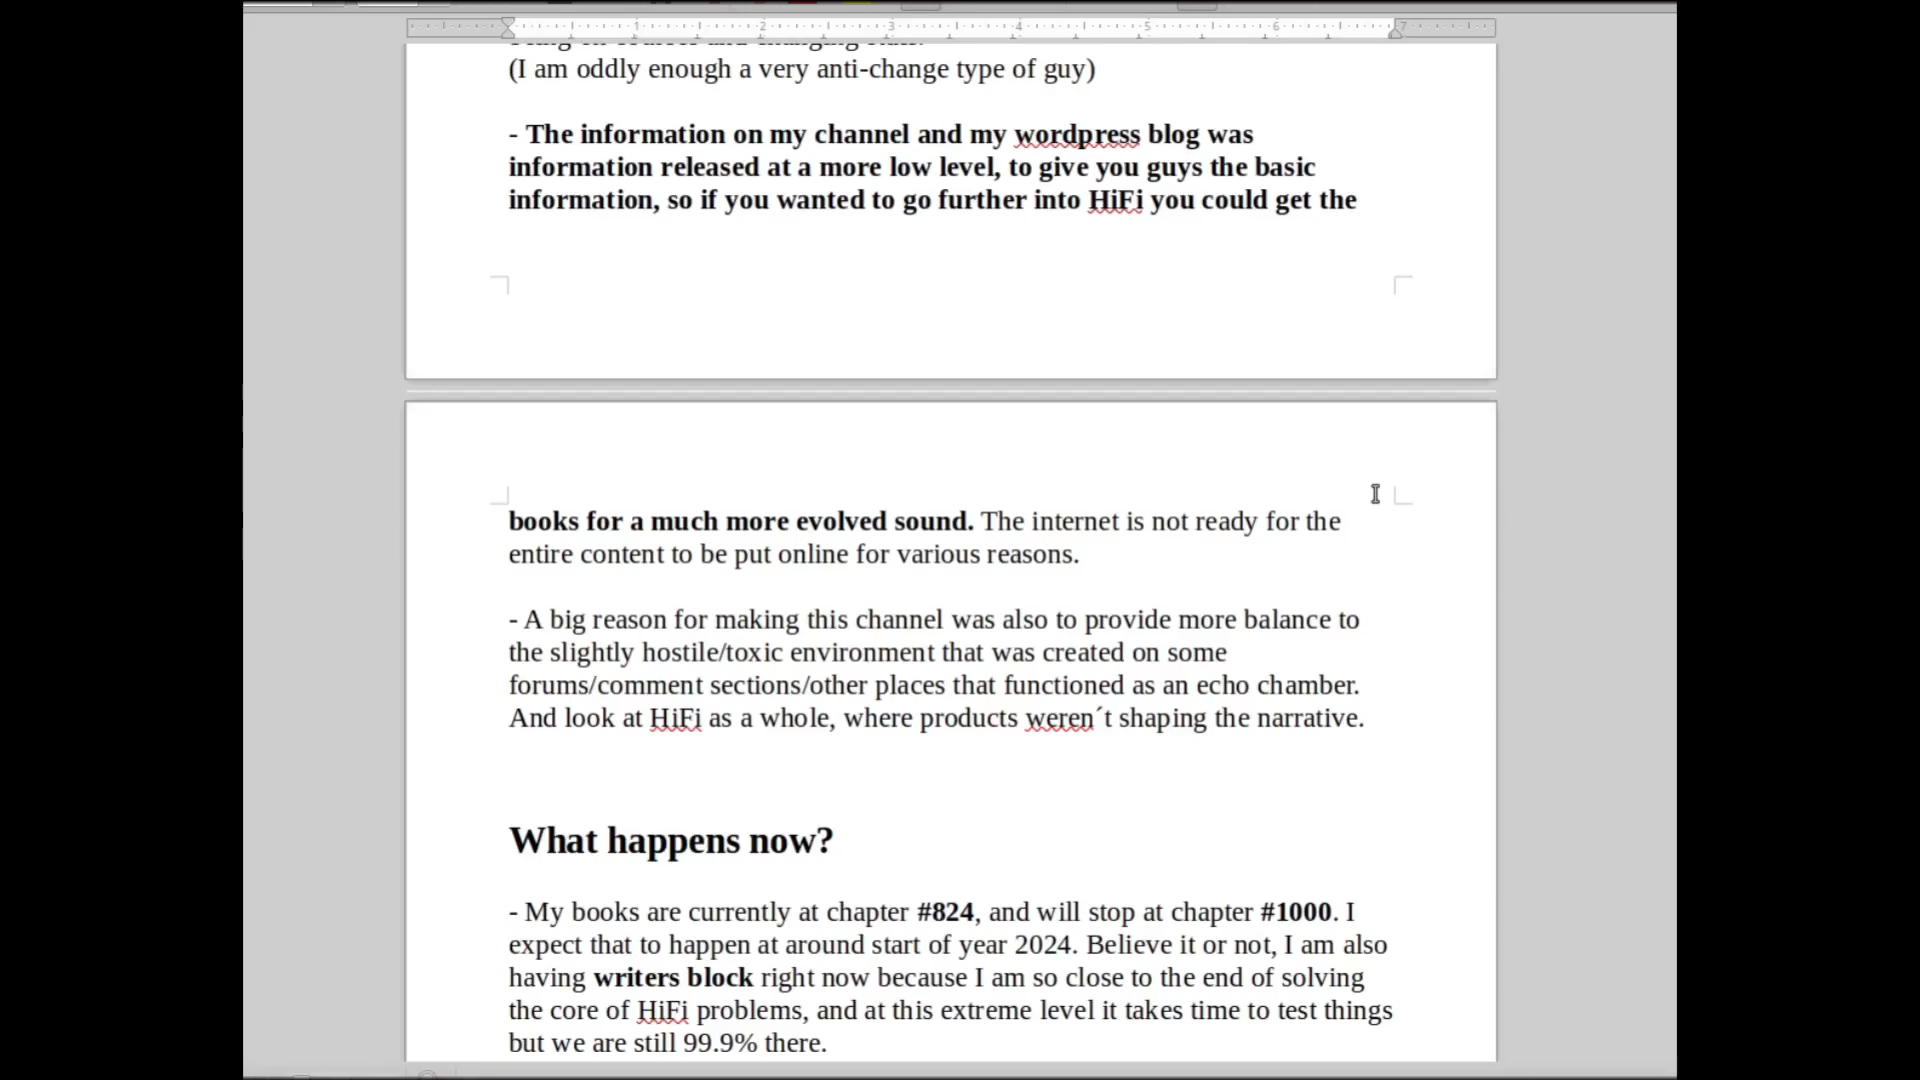 1 2 3 4 5 6 7
(I am oddly enough a very anti-change type of guy)
- The information on my channel and my wordpress blog was
information released at a more low level, to give you guys the basic
information, so if you wanted to go further into HiFi you could get the
books for a much more evolved sound. The internet is not ready for the
entire content to be put online for various reasons.
- A big reason for making this channel was also to provide more balance to
the slightly hostile/toxic environment that was created on some
forums/comment sections/other places that functioned as an echo chamber.
And look at HiFi as a whole, where products weren´t shaping the narrative.
What happens now?
- My books are currently at chapter #824, and will stop at chapter #1000. I
expect that to happen at around start of year 2024. Believe it or not, I am also
having writers block right now because I am so close to the end of solving
the core of HiFi problems, and at this extreme level it takes time to test things
but we are still 99.9% there.